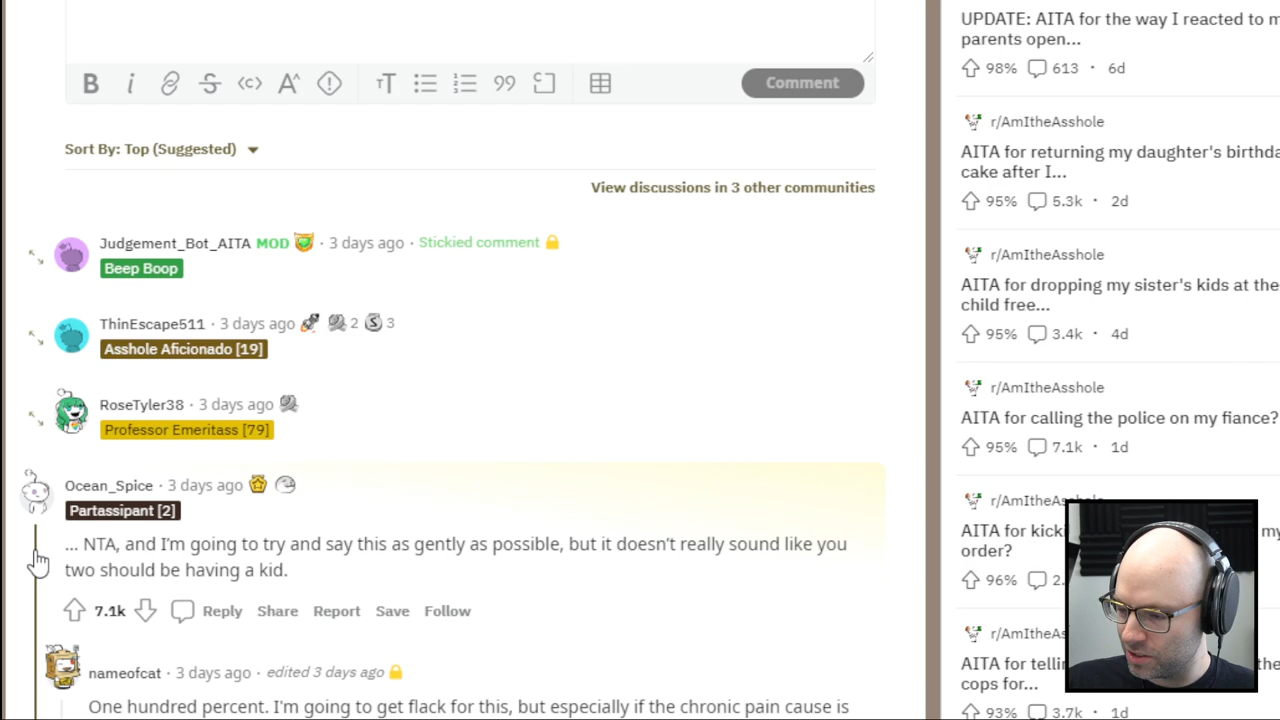 Comment
Sort By: Top (Suggested)
View discussions in 3 other communities
Judgement_Bot_AITA MOD · 3 days ago · Stickied comment
Beep Boop
ThinEscape511 · 3 days ago 2 3
Asshole Aficionado [19]
RoseTyler38 · 3 days ago
Professor Emeritass [79]
Ocean_Spice · 3 days ago
Partassipant [2]
... NTA, and I'm going to try and say this as gently as possible, but it doesn't really sound like you
two should be having a kid.
7.1k Reply Share Report Save Follow
nameofcat · 3 days ago · edited 3 days ago
One hundred percent. I'm going to get flack for this, but especially if the chronic pain cause is
UPDATE: AITA for the way I reacted to m
parents open...
98% 613 · 6d
r/AmItheAsshole
AITA for returning my daughter's birthda
cake after I...
95% 5.3k · 2d
r/AmItheAsshole
AITA for dropping my sister's kids at the
child free...
95% 3.4k · 4d
r/AmItheAsshole
AITA for calling the police on my fiance?
95% 7.1k · 1d
r/AmItheAsshole
AITA for kick my
order?
96% 2.
r/AmItheAs
AITA for tellin the
cops for...
93% 3.7k · 1d